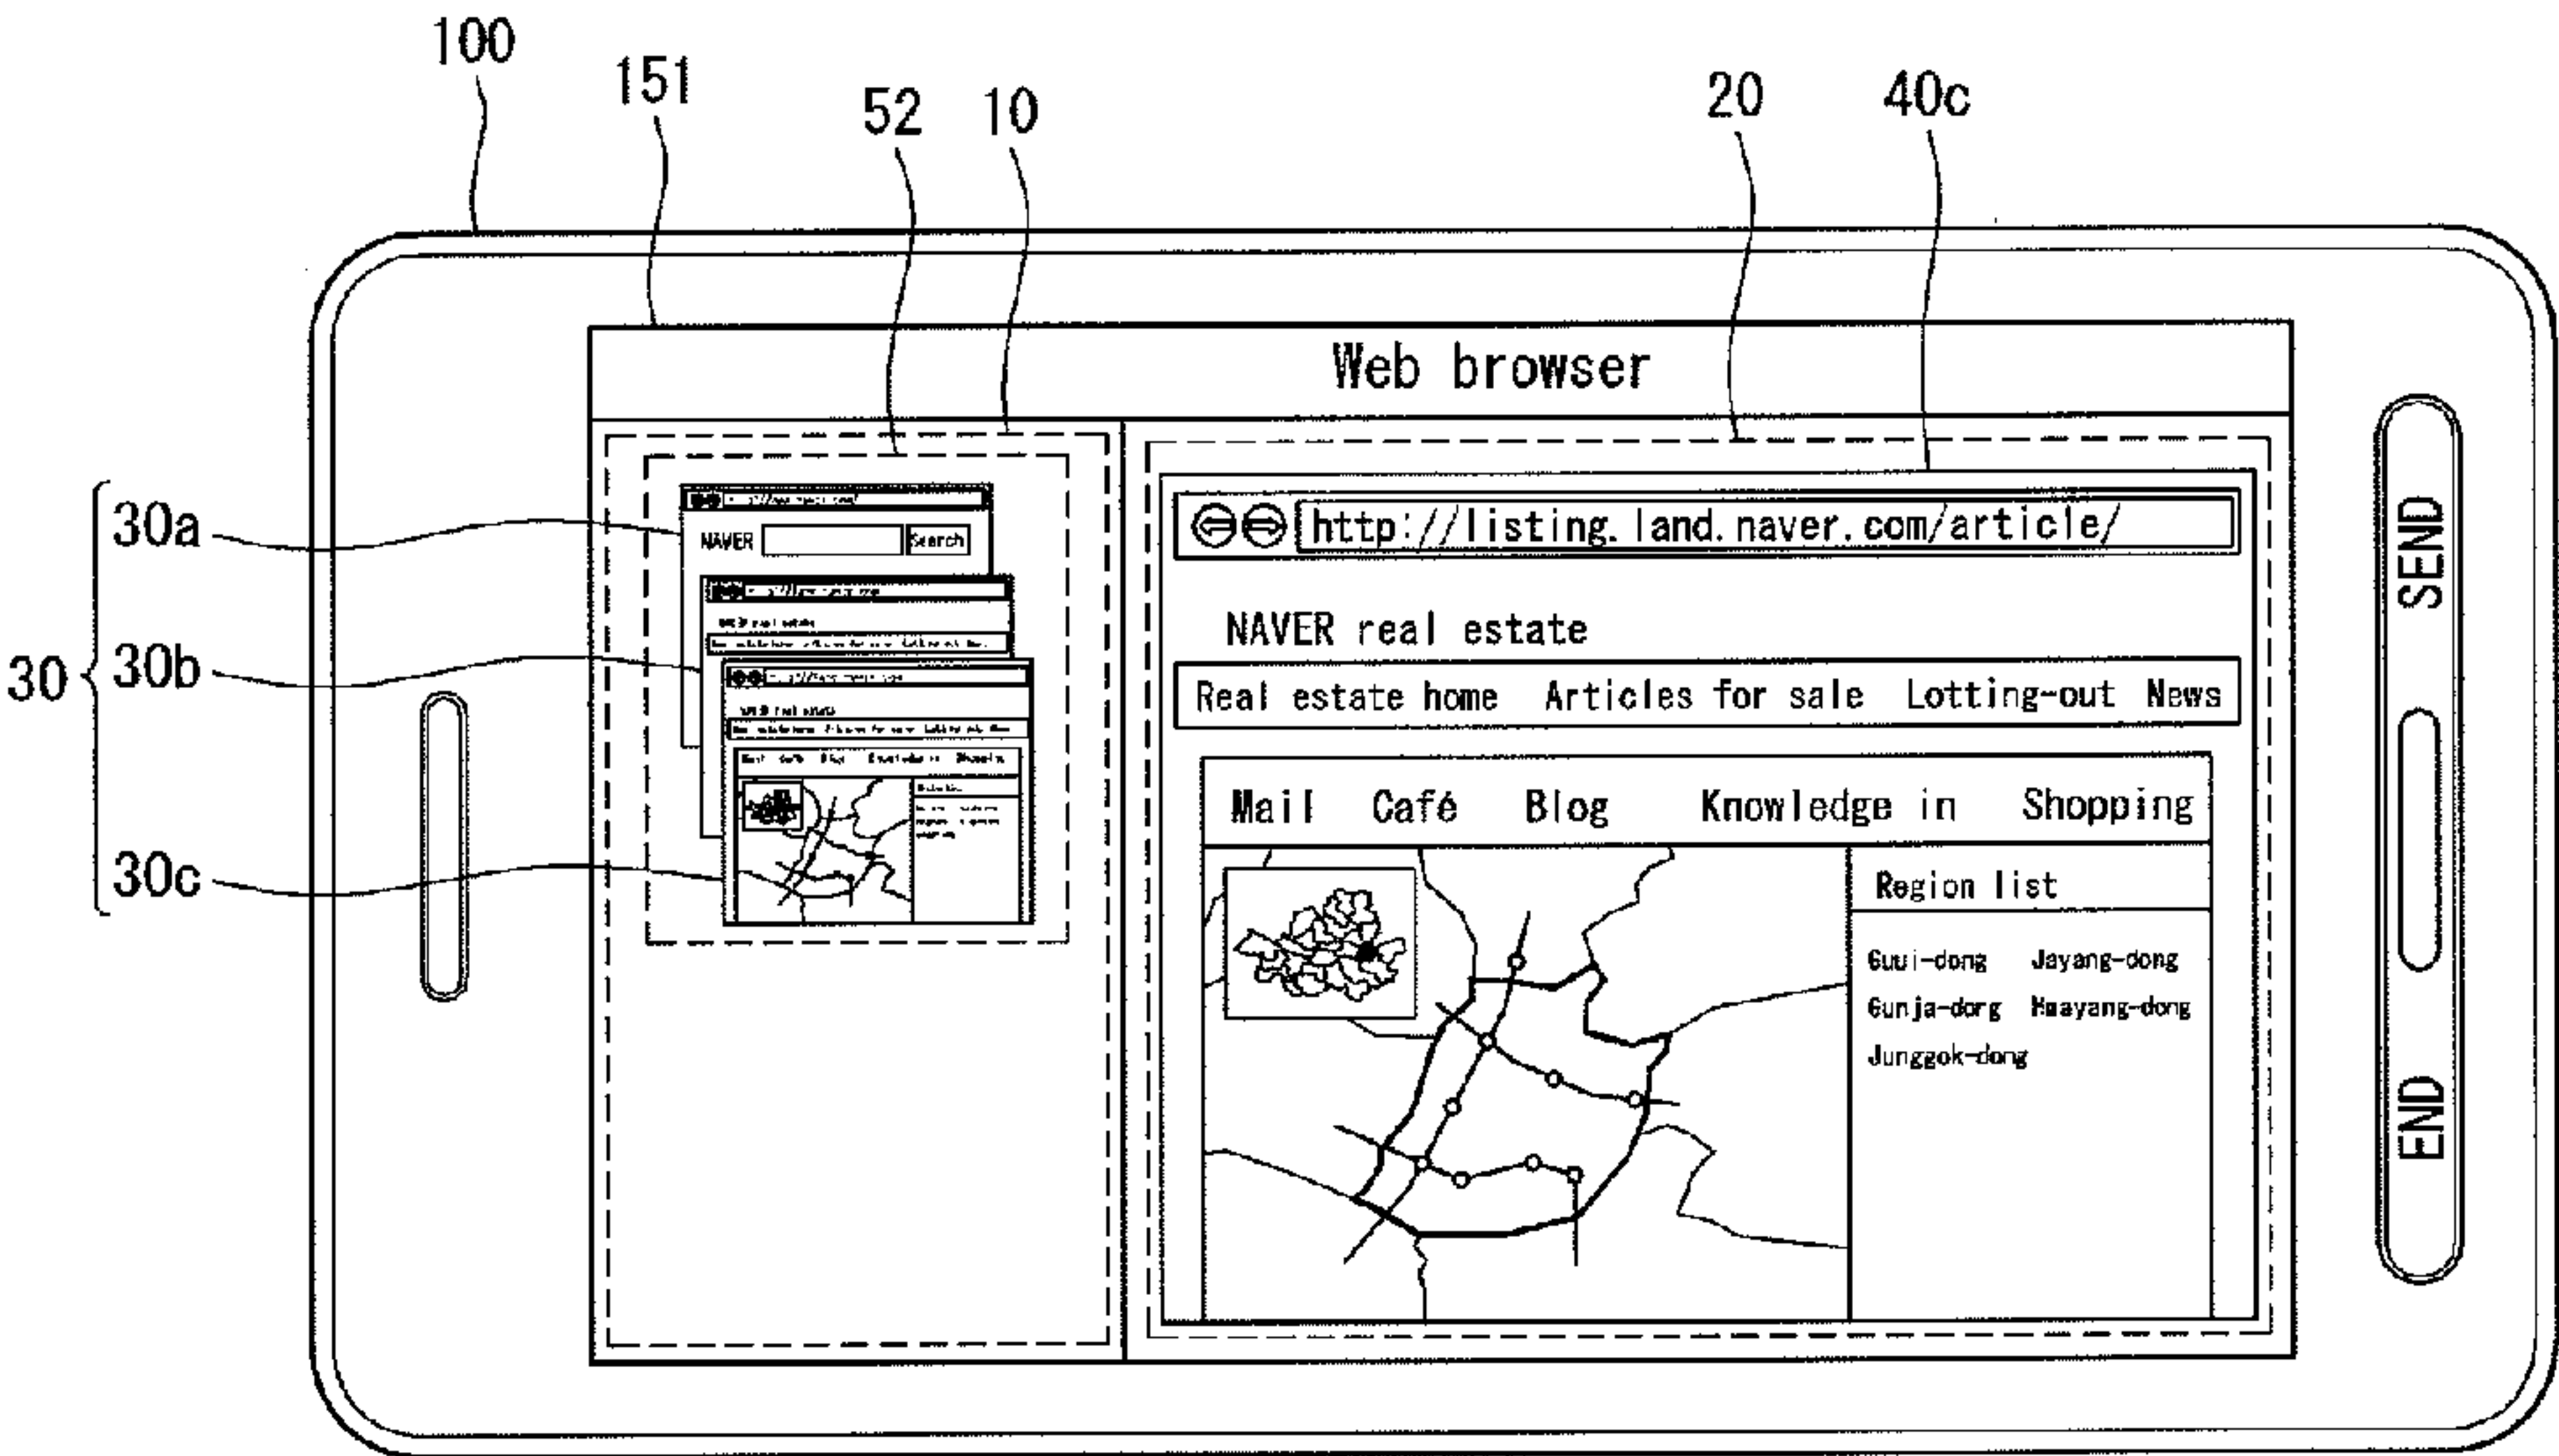 100
151
52
10
20
40c
Web browser
30
30a
30b
30c
NAVER Search
http://listing.land.naver.com/article/
NAVER real estate
Real estate home Articles for sale Lotting-out News
Mail Café Blog Knowledge in Shopping
Region list
Guui-dong Jayang-dong
Gunja-dong Hwayang-dong
Junggok-dong
SEND
END